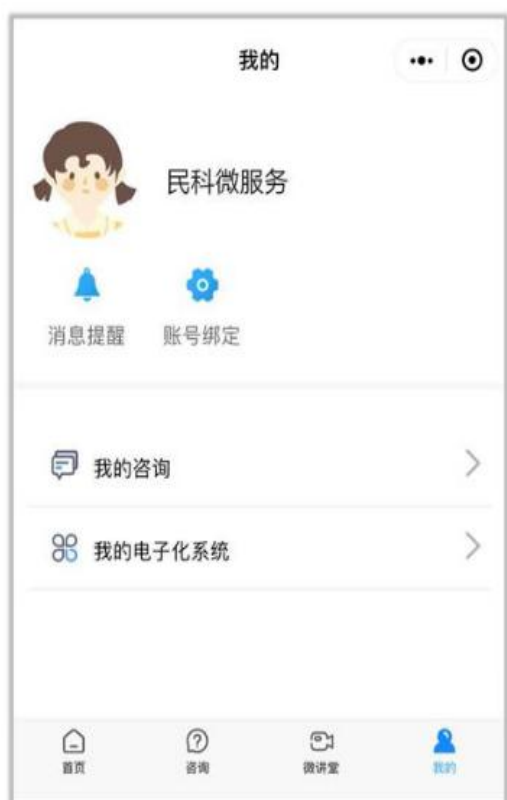 我的
民科微服务
消息提醒 账号绑定
我的咨询
我的电子化系统
首页 咨询 微讲堂 我的